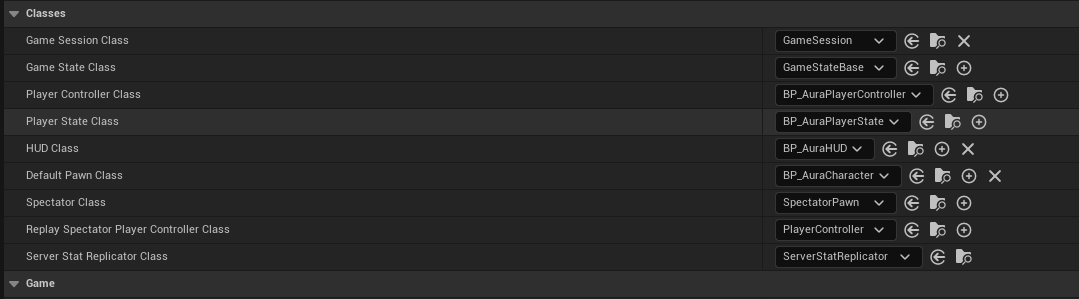 Classes
Game Session Class GameSession
Game State Class GameStateBase
Player Controller Class BP_AuraPlayerController
Player State Class BP_AuraPlayerState
HUD Class BP_AuraHUD
Default Pawn Class BP_AuraCharacter
Spectator Class SpectatorPawn
Replay Spectator Player Controller Class PlayerController
Server Stat Replicator Class ServerStatReplicator
Game